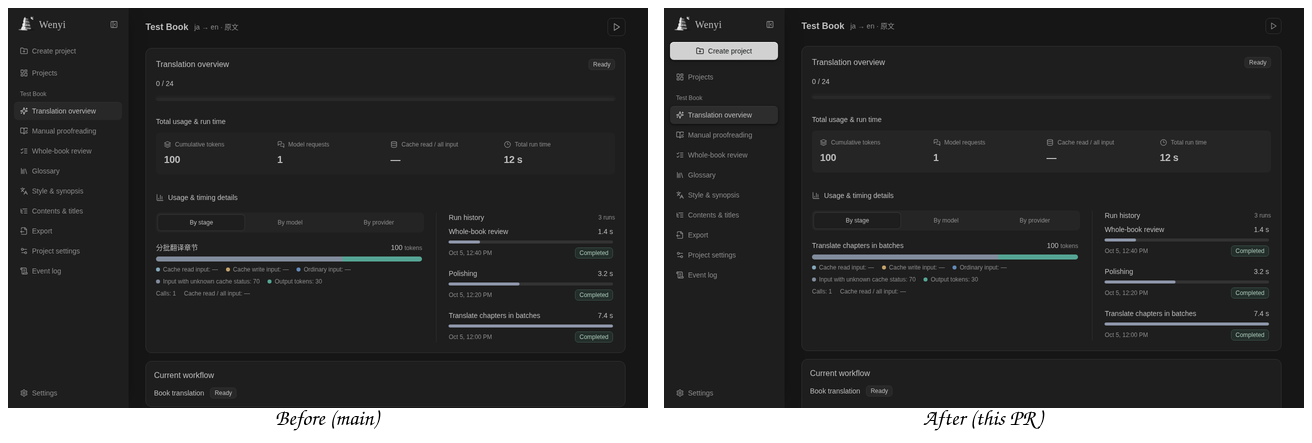 Wenyi
Create project
Projects
Test Book
Translation overview
Manual proofreading
Whole-book review
Glossary
Style & synopsis
Contents & titles
Export
Project settings
Event log
Settings
Test Book ja → en · 原文
Translation overview Ready
0 / 24
Total usage & run time
Cumulative tokens Model requests Cache read / all input Total run time
100 1 — 12 s
Usage & timing details
By stage By model By provider
分批翻译章节 100 tokens
Cache read input: — Cache write input: — Ordinary input: —
Input with unknown cache status: 70 Output tokens: 30
Calls: 1 Cache read / all input: —
Run history 3 runs
Whole-book review 1.4 s
Oct 5, 12:40 PM Completed
Polishing 3.2 s
Oct 5, 12:20 PM Completed
Translate chapters in batches 7.4 s
Oct 5, 12:00 PM Completed
Current workflow
Book translation Ready
Before (main)
Wenyi
Create project
Projects
Test Book
Translation overview
Manual proofreading
Whole-book review
Glossary
Style & synopsis
Contents & titles
Export
Project settings
Event log
Settings
Test Book ja → en · 原文
Translation overview Ready
0 / 24
Total usage & run time
Cumulative tokens Model requests Cache read / all input Total run time
100 1 — 12 s
Usage & timing details
By stage By model By provider
Translate chapters in batches 100 tokens
Cache read input: — Cache write input: — Ordinary input: —
Input with unknown cache status: 70 Output tokens: 30
Calls: 1 Cache read / all input: —
Run history 3 runs
Whole-book review 1.4 s
Oct 5, 12:40 PM Completed
Polishing 3.2 s
Oct 5, 12:20 PM Completed
Translate chapters in batches 7.4 s
Oct 5, 12:00 PM Completed
Current workflow
Book translation Ready
After (this PR)